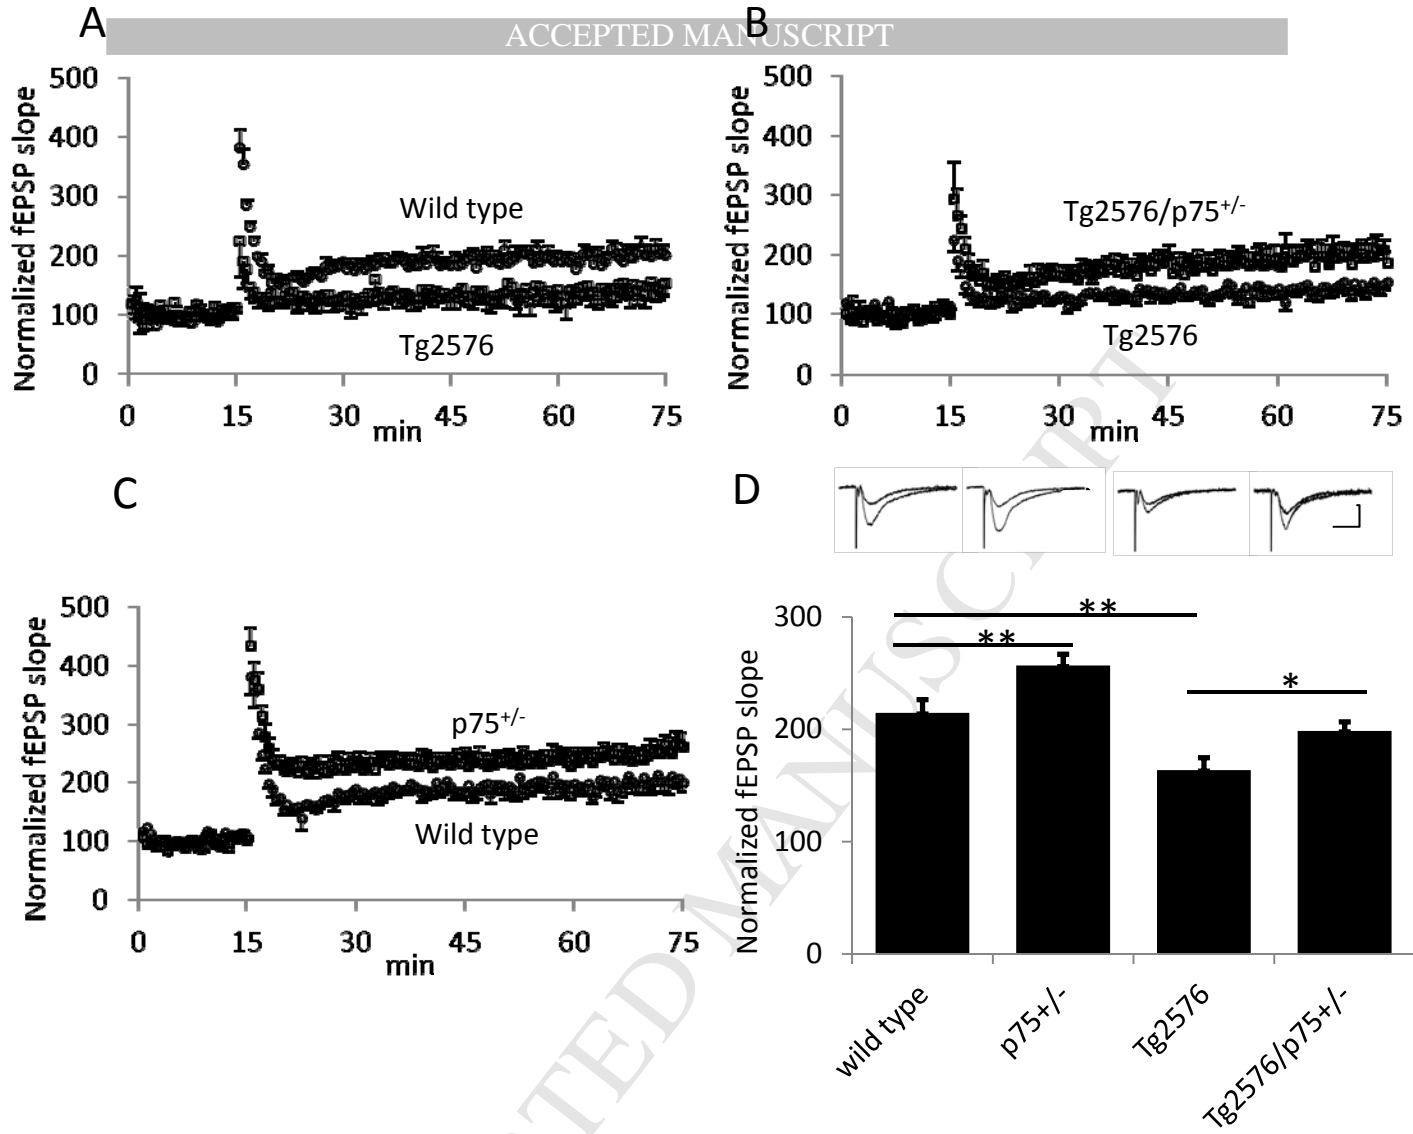 A
ACCEPTED MANUSCRIPT
B
500
400
300
200
100
0
Normalized fEPSP slope
Wild type
Tg2576
0 15 30 45 60 75
min
500
400
300
200
100
0
Normalized fEPSP slope
Tg2576/p75+/-
Tg2576
0 15 30 45 60 75
min
C
500
400
300
200
100
0
Normalized fEPSP slope
p75+/-
Wild type
0 15 30 45 60 75
min
D
300
200
100
0
Normalized fEPSP slope
**
**
*
wild type
p75+/-
Tg2576
Tg2576/p75+/-
TED MANUSCRIPT